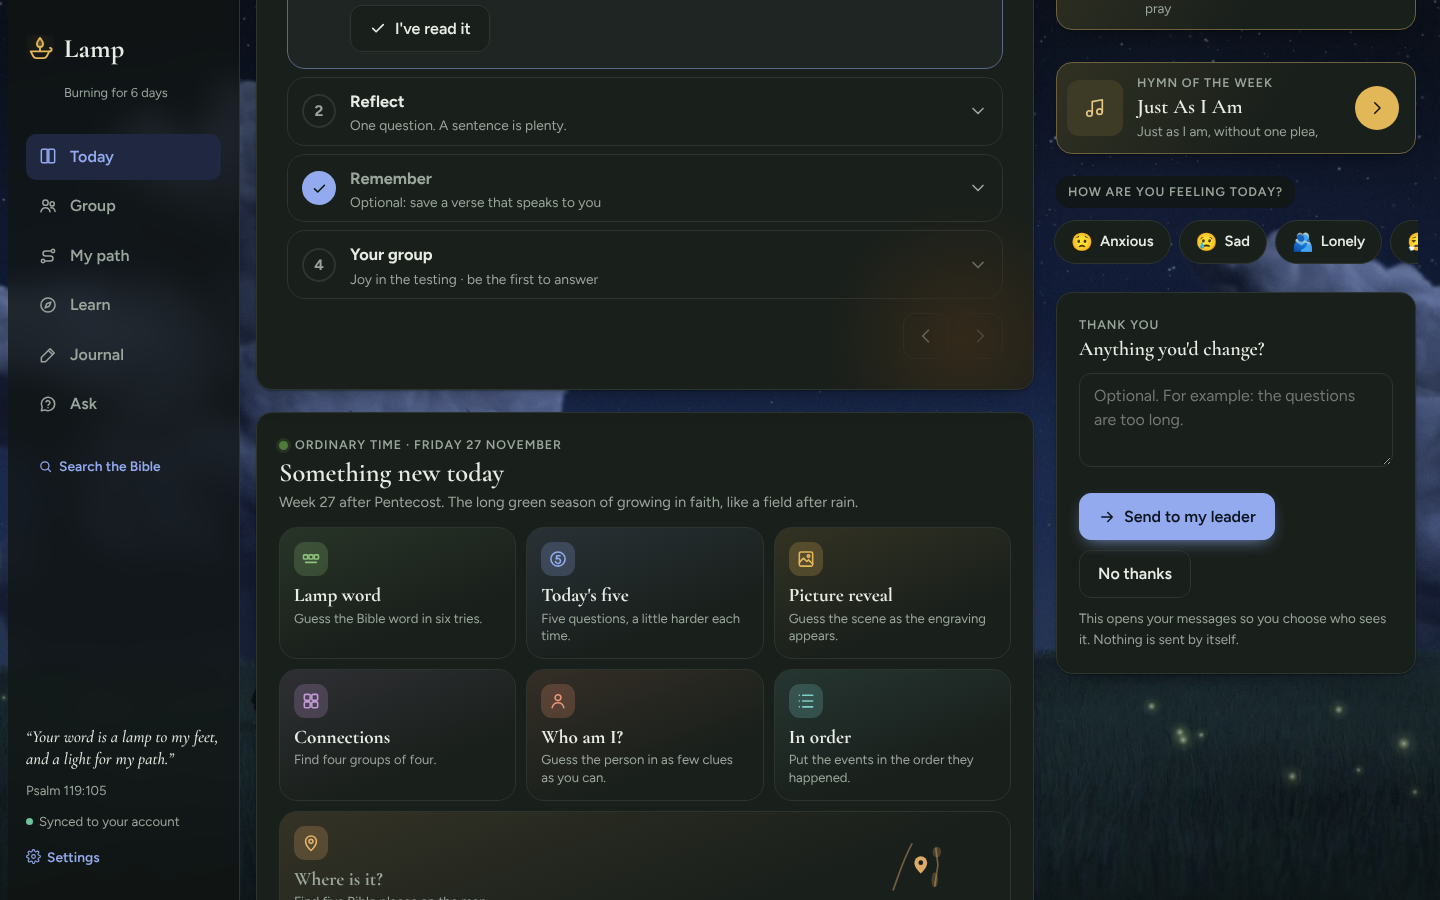 Lamp
Burning for 6 days
Today
Group
My path
Learn
Journal
Ask
Search the Bible
“Your word is a lamp to my feet,
and a light for my path.”
Psalm 119:105
Synced to your account
Settings
I've read it
2
Reflect
One question. A sentence is plenty.
Remember
Optional: save a verse that speaks to you
4
Your group
Joy in the testing · be the first to answer
ORDINARY TIME · FRIDAY 27 NOVEMBER
Something new today
Week 27 after Pentecost. The long green season of growing in faith, like a field after rain.
Lamp word
Guess the Bible word in six tries.
5
Today's five
Five questions, a little harder each
time.
Picture reveal
Guess the scene as the engraving
appears.
Connections
Find four groups of four.
Who am I?
Guess the person in as few clues
as you can.
In order
Put the events in the order they
happened.
Where is it?
Find five Bible places on the map.
pray
HYMN OF THE WEEK
Just As I Am
Just as I am, without one plea,
HOW ARE YOU FEELING TODAY?
Anxious
Sad
Lonely
THANK YOU
Anything you'd change?
Optional. For example: the questions
are too long.
Send to my leader
No thanks
This opens your messages so you choose who sees
it. Nothing is sent by itself.